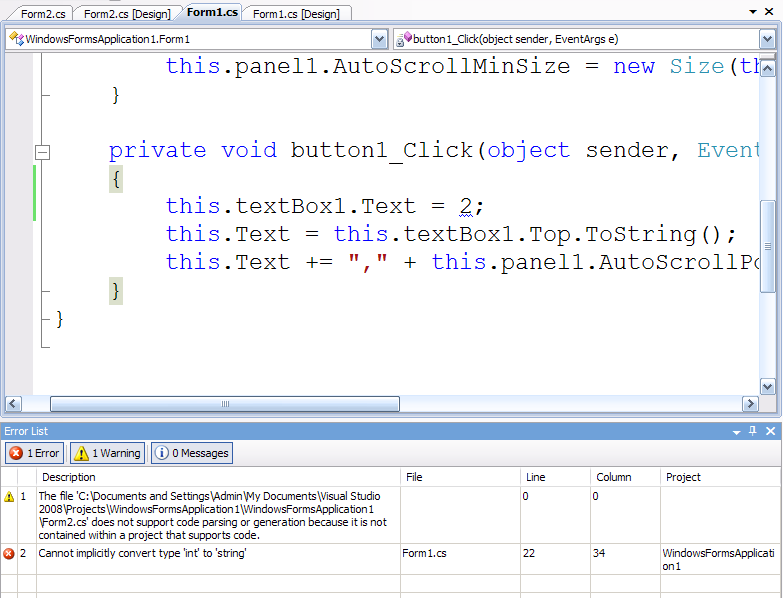 Form2.cs Form2.cs [Design] Form1.cs Form1.cs [Design]
WindowsFormsApplication1.Form1 button1_Click(object sender, EventArgs e)
this.panel1.AutoScrollMinSize = new Size(th
}
private void button1_Click(object sender, Event
{
this.textBox1.Text = 2;
this.Text = this.textBox1.Top.ToString();
this.Text += "," + this.panel1.AutoScrollPo
}
}
Error List
1 Error 1 Warning 0 Messages
Description File Line Column Project
1 The file 'C:\Documents and Settings\Admin\My Documents\Visual Studio 0 0
2008\Projects\WindowsFormsApplication1\WindowsFormsApplication1
\Form2.cs' does not support code parsing or generation because it is not
contained within a project that supports code.
2 Cannot implicitly convert type 'int' to 'string' Form1.cs 22 34 WindowsFormsApplicati
on1